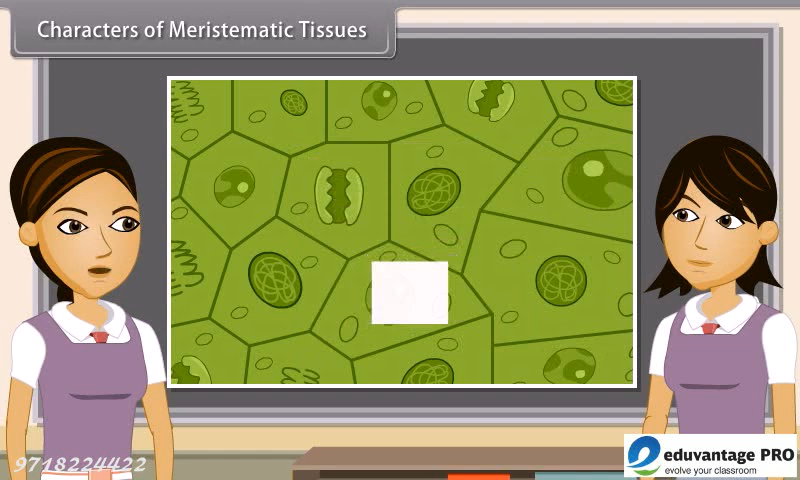 Characters of Meristematic Tissues
9718224422
eduvantage PRO
evolve your classroom